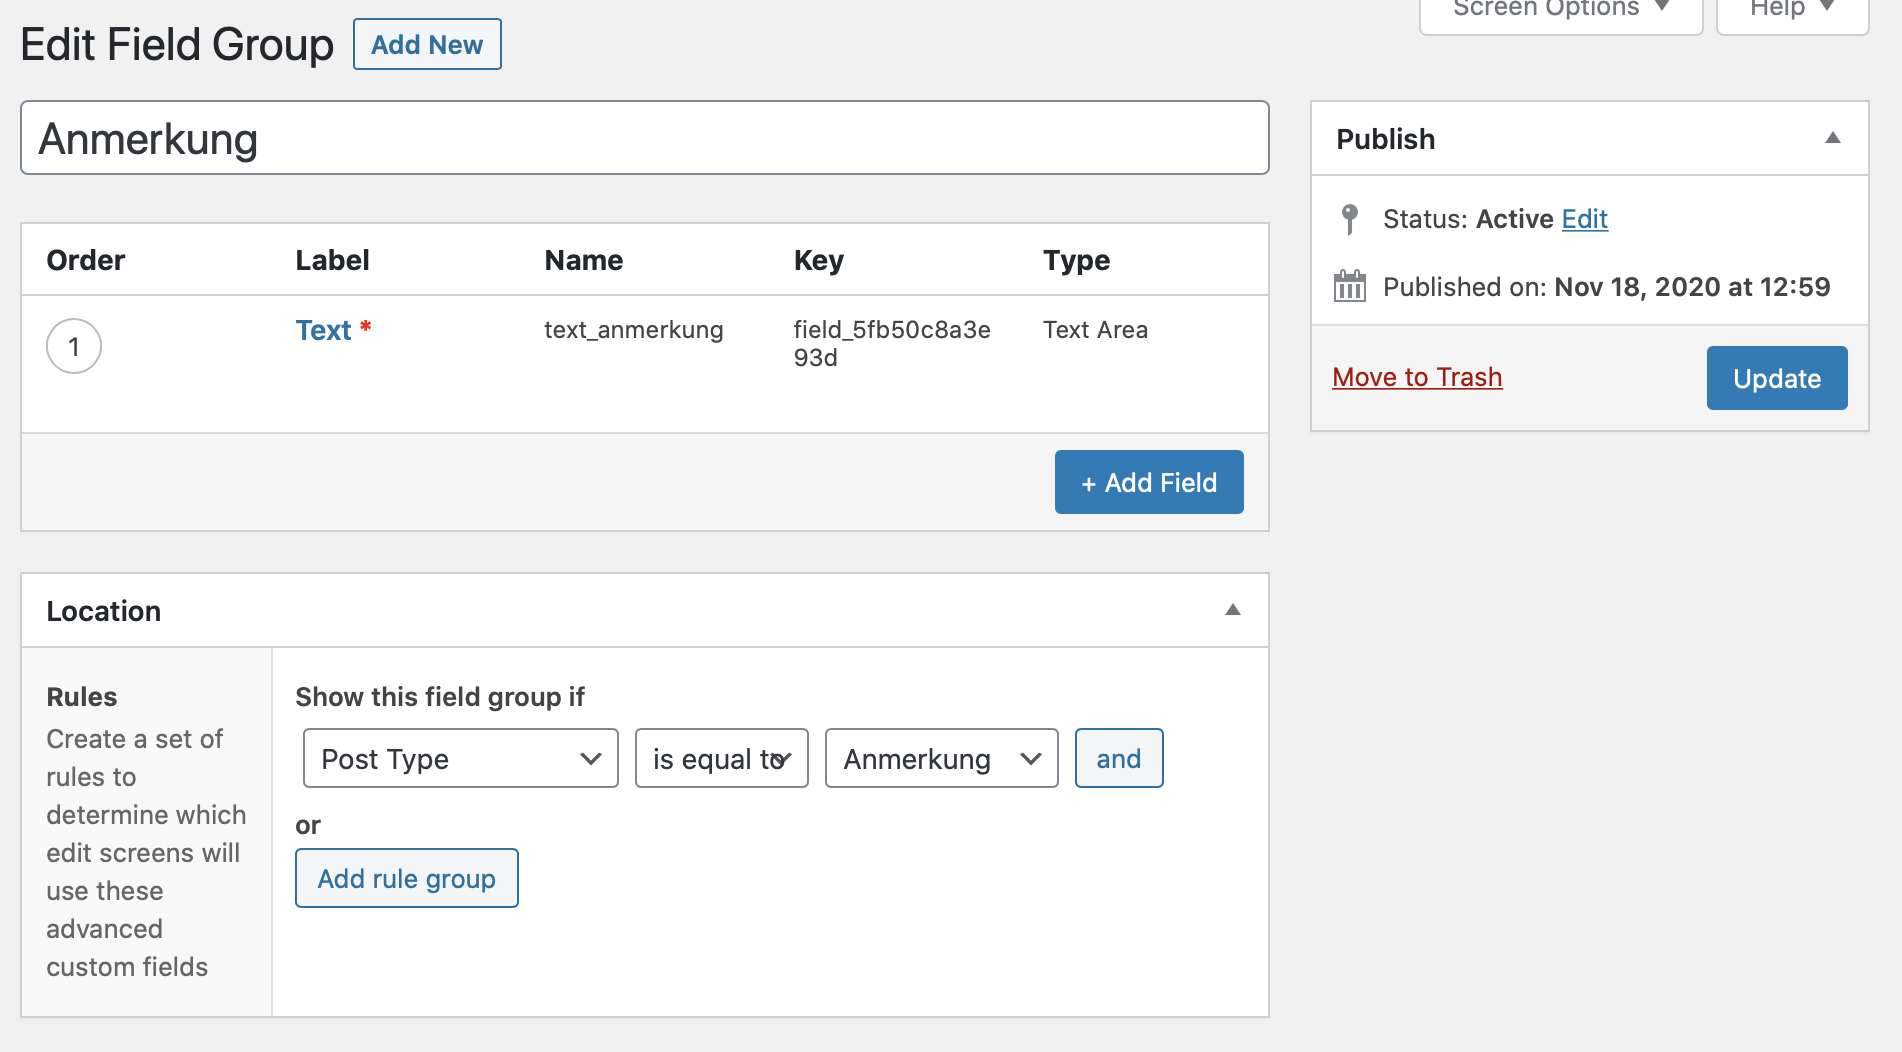 Screen Options
Help
Edit Field Group
Add New
Anmerkung
Order Label Name Key Type
1 Text * text_anmerkung field_5fb50c8a3e Text Area
93d
+ Add Field
Location
Rules
Create a set of
rules to
determine which
edit screens will
use these
advanced
custom fields
Show this field group if
Post Type is equal to Anmerkung and
or
Add rule group
Publish
Status: Active Edit
Published on: Nov 18, 2020 at 12:59
Move to Trash
Update